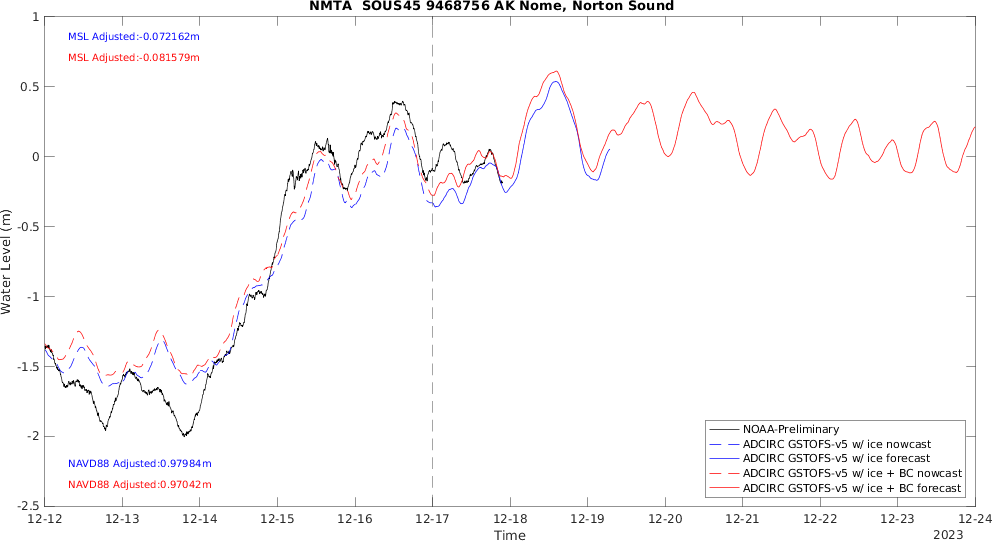 NMTA  SOUS45 9468756 AK Nome, Norton Sound
MSL Adjusted:-0.072162m
MSL Adjusted:-0.081579m
NAVD88 Adjusted:0.97984m
NAVD88 Adjusted:0.97042m
Water Level (m)
1
0.5
0
-0.5
-1
-1.5
-2
-2.5
NOAA-Preliminary
ADCIRC GSTOFS-v5 w/ ice nowcast
ADCIRC GSTOFS-v5 w/ ice forecast
ADCIRC GSTOFS-v5 w/ ice + BC nowcast
ADCIRC GSTOFS-v5 w/ ice + BC forecast
12-12 12-13 12-14 12-15 12-16 12-17 12-18 12-19 12-20 12-21 12-22 12-23 12-24
Time
2023